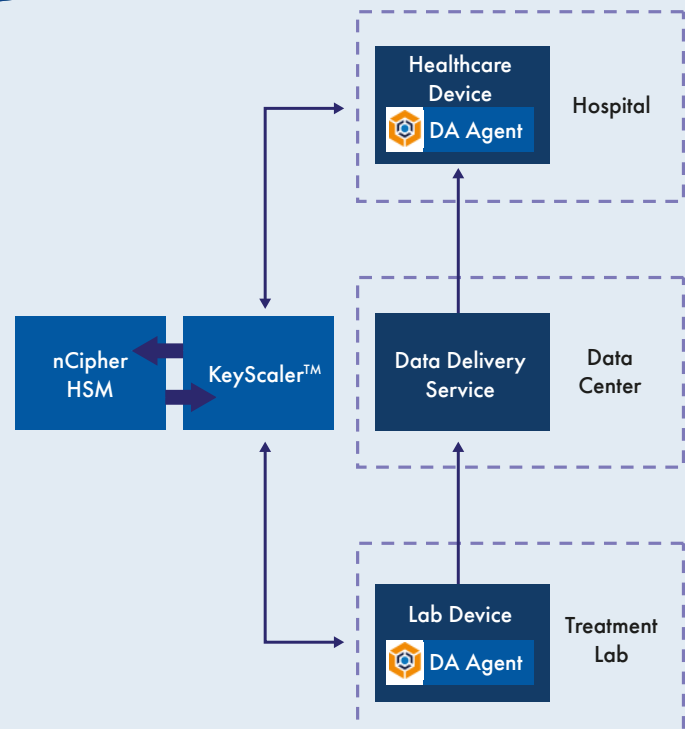 Healthcare
Device
DA Agent
Hospital
nCipher
HSM
KeyScaler™
Data Delivery
Service
Data
Center
Lab Device
DA Agent
Treatment
Lab